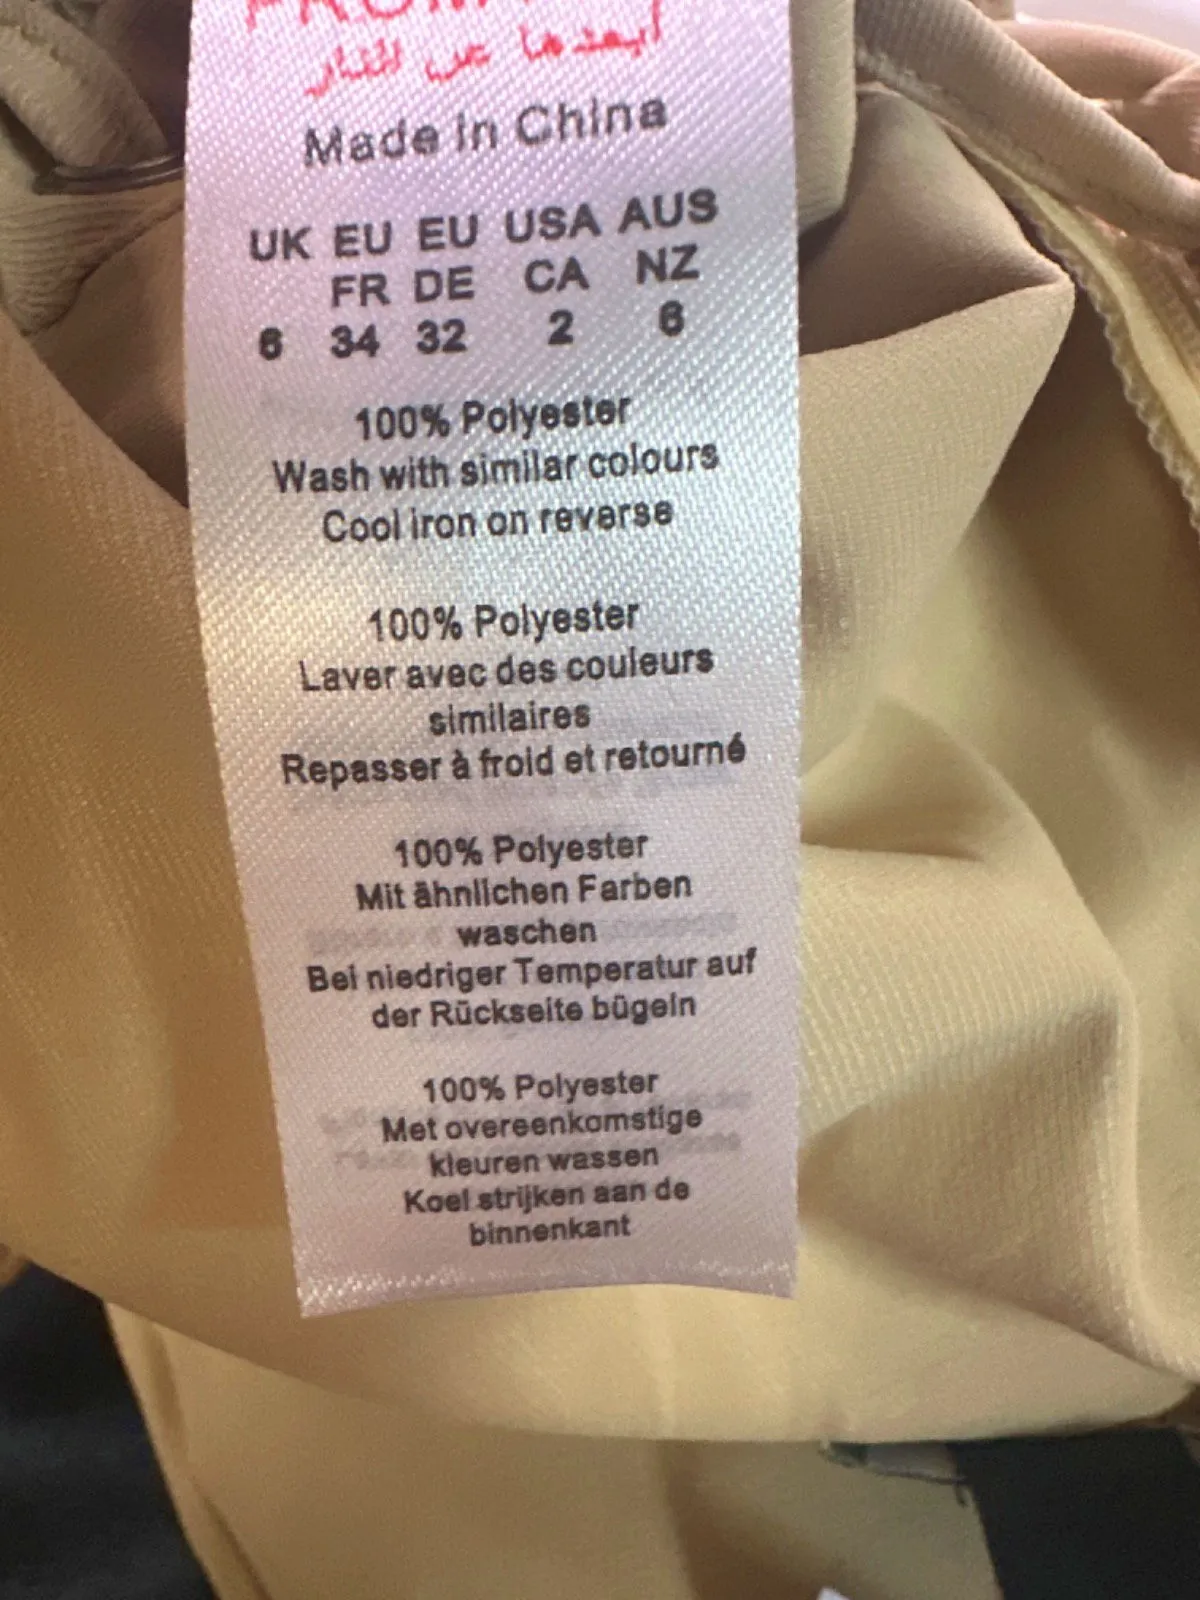 أبعدها عن النار
Made in China
UK EU EU USA AUS
FR DE CA NZ
6 34 32 2 6
100% Polyester
Wash with similar colours
Cool iron on reverse
100% Polyester
Laver avec des couleurs
similaires
Repasser à froid et retourné
100% Polyester
Mit ähnlichen Farben
waschen
Bei niedriger Temperatur auf
der Rückseite bügeln
100% Polyester
Met overeenkomstige
kleuren wassen
Koel strijken aan de
binnenkant